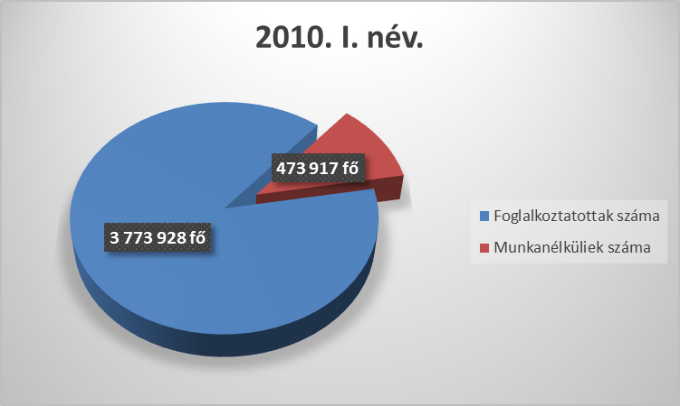 2010. I. név.
473 917 fő
3 773 928 fő
Foglalkoztatottak száma
Munkanélküliek száma